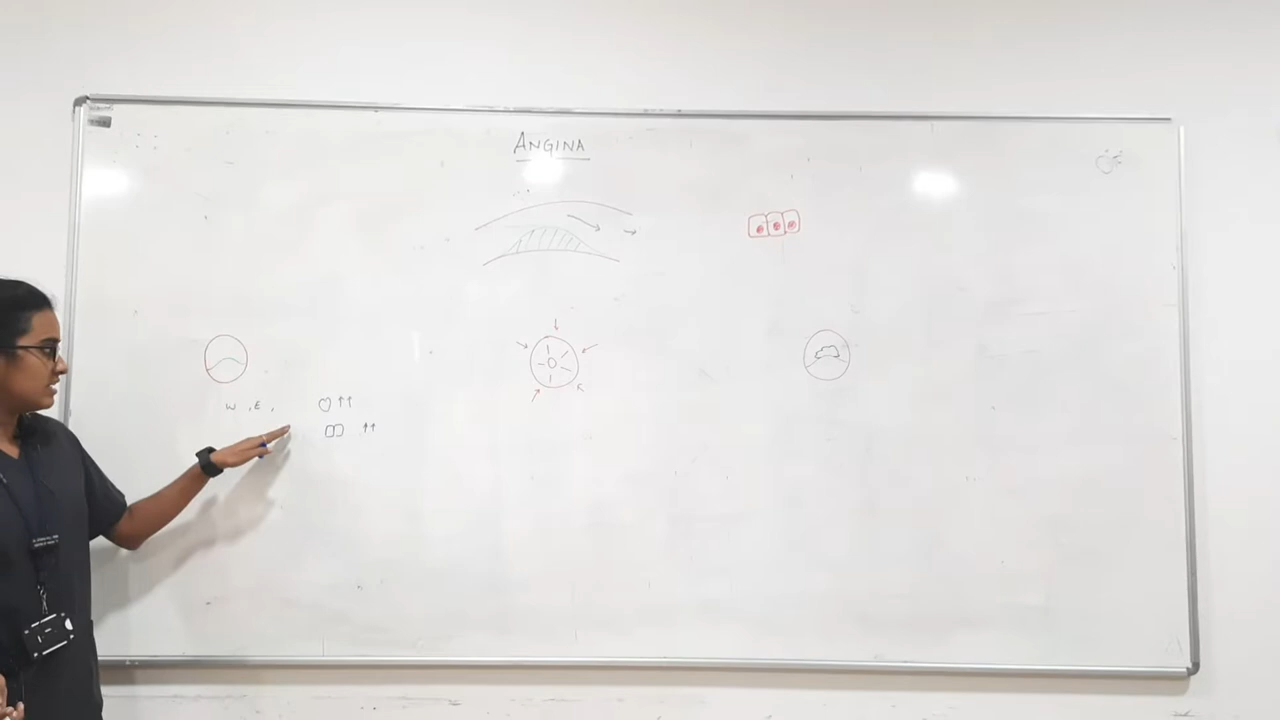 ANGINA
W , E ,
↑↑
↑↑